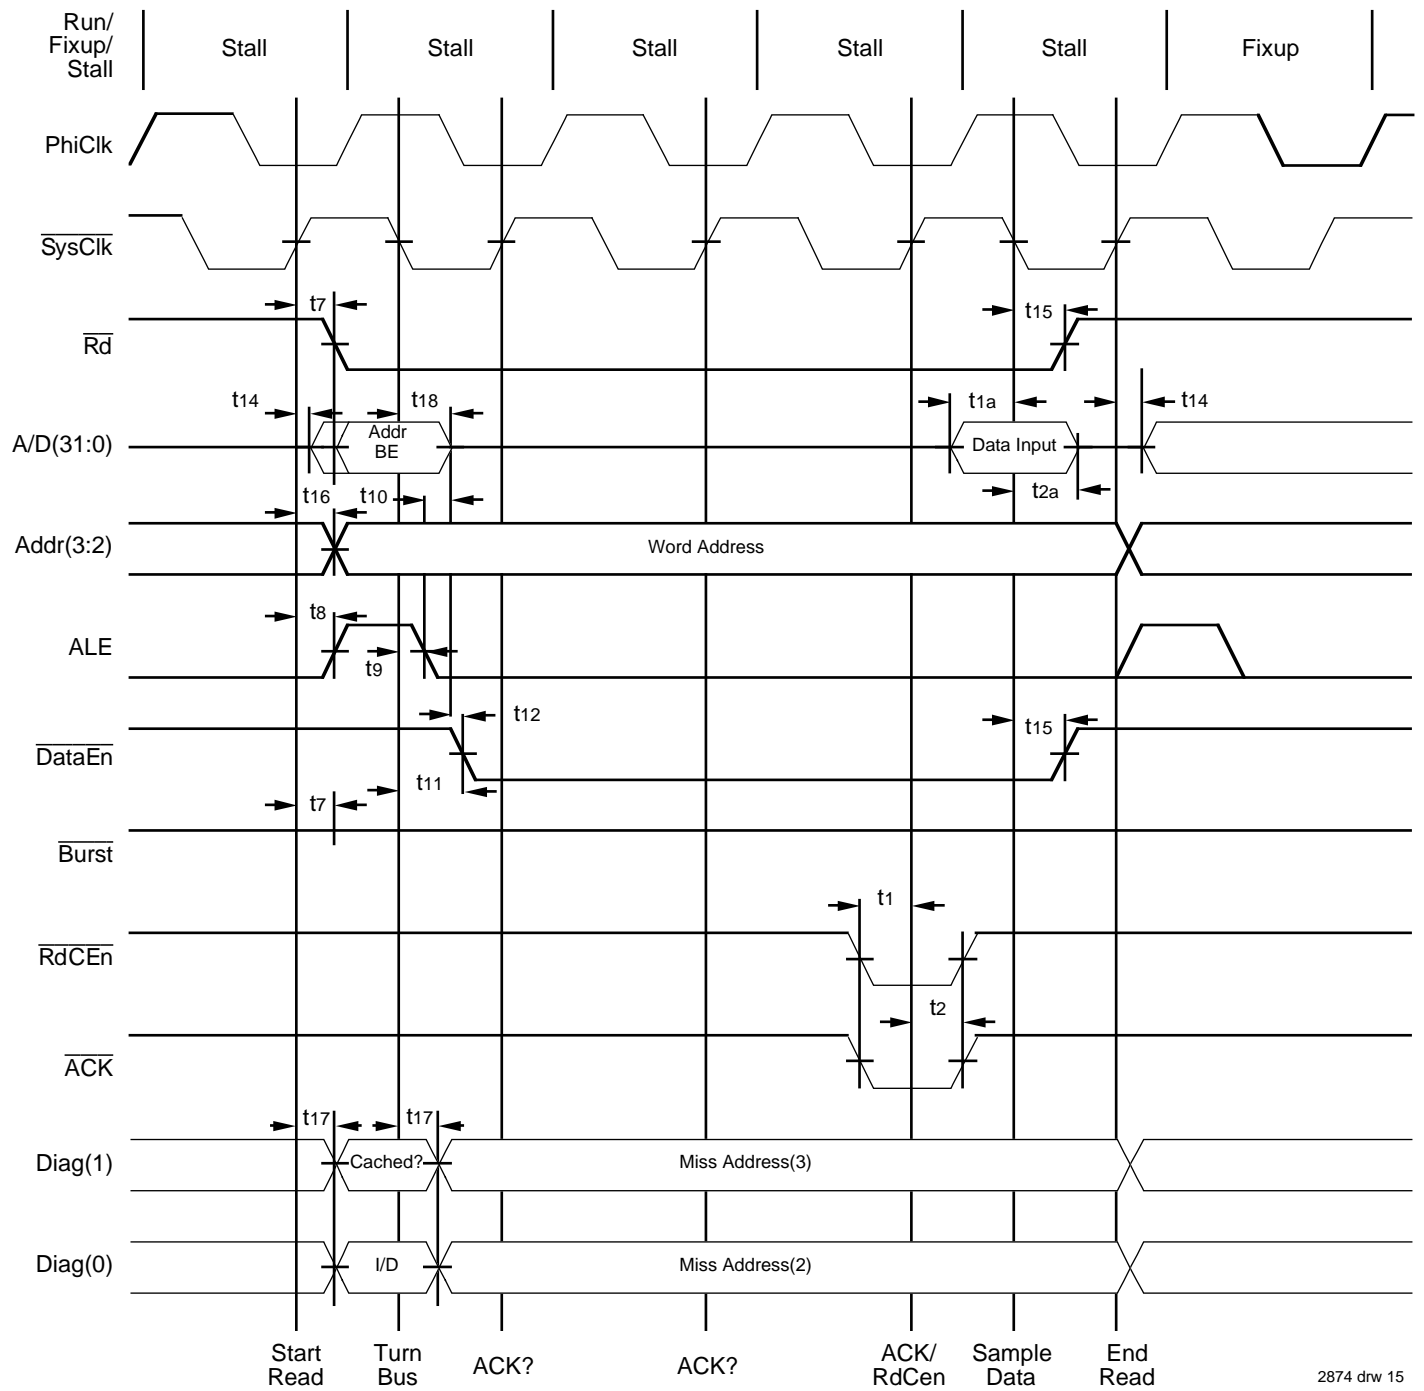 Run/
Fixup/
Stall
Stall
Stall
Stall
Stall
Stall
Fixup
PhiClk
SysClk
t7
t15
Rd
t14
t18
t1a
t14
A/D(31:0)
Addr
BE
Data Input
t16
t10
t2a
Addr(3:2)
Word Address
t8
ALE
t9
t12
t15
DataEn
t11
t7
Burst
t1
RdCEn
t2
ACK
t17
t17
Diag(1)
Cached?
Miss Address(3)
Diag(0)
I/D
Miss Address(2)
Start
Read
Turn
Bus
ACK?
ACK?
ACK/
RdCen
Sample
Data
End
Read
2874 drw 15